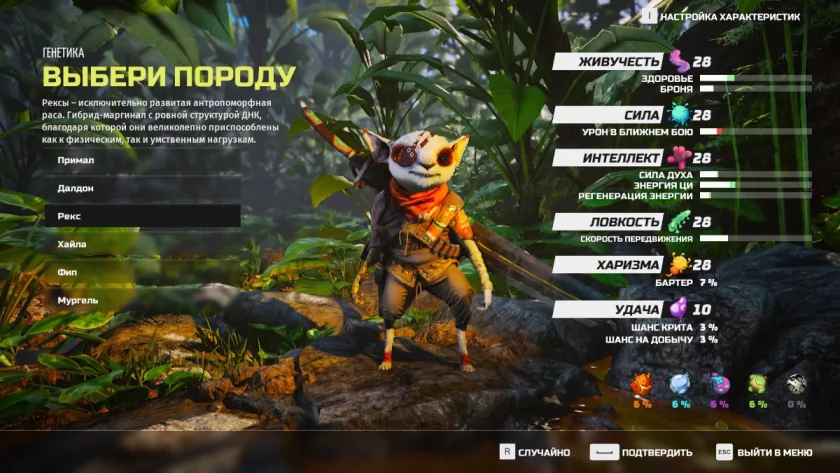 I НАСТРОЙКА ХАРАКТЕРИСТИК
ГЕНЕТИКА
ВЫБЕРИ ПОРОДУ
Рексы – исключительно развитая антропоморфная
раса. Гибрид-маргинал с ровной структурой ДНК,
благодаря которой они великолепно приспособлены
как к физическим, так и умственным нагрузкам.
Примал
Далдон
Рекс
Хайла
Фип
Мургель
ЖИВУЧЕСТЬ 28
ЗДОРОВЬЕ
БРОНЯ
СИЛА 28
УРОН В БЛИЖНЕМ БОЮ
ИНТЕЛЛЕКТ 28
СИЛА ДУХА
ЭНЕРГИЯ ЦИ
РЕГЕНЕРАЦИЯ ЭНЕРГИИ
ЛОВКОСТЬ 28
СКОРОСТЬ ПЕРЕДВИЖЕНИЯ
ХАРИЗМА 28
БАРТЕР 7 %
УДАЧА 10
ШАНС КРИТА 3 %
ШАНС НА ДОБЫЧУ 3 %
6 % 6 % 6 % 6 % 0 %
R СЛУЧАЙНО ПОДТВЕРДИТЬ ESC ВЫЙТИ В МЕНЮ